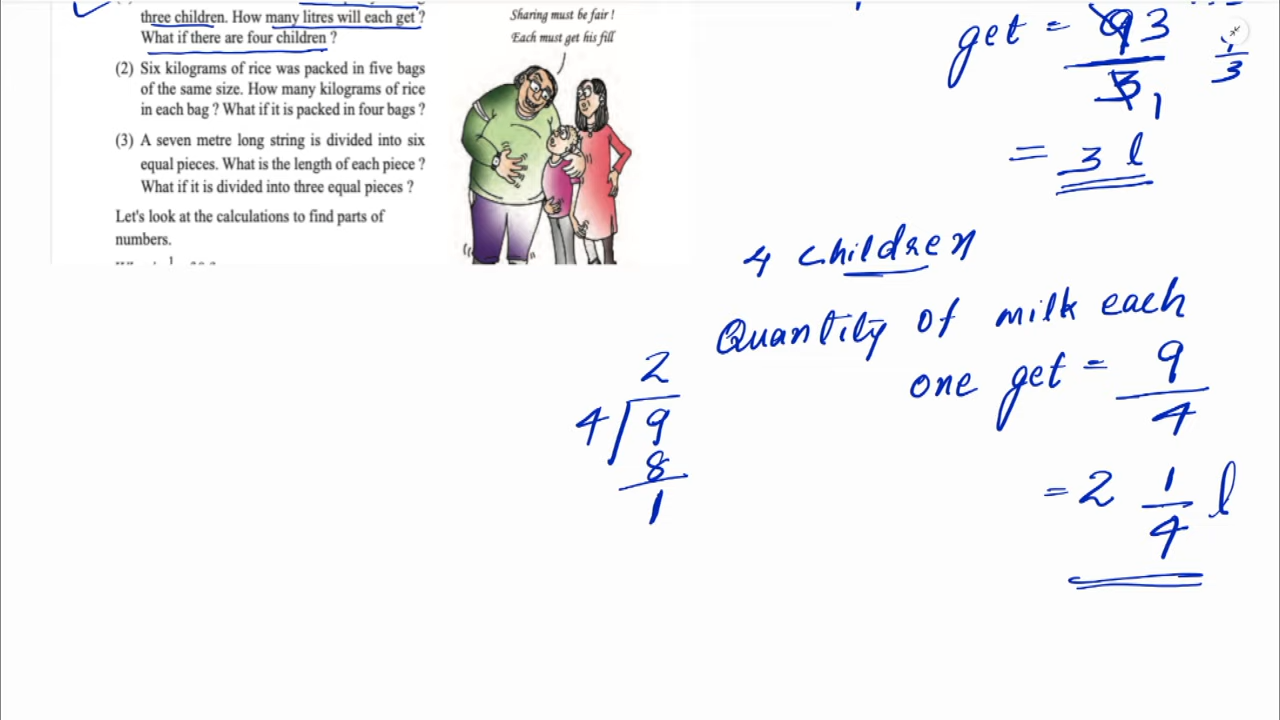 three children. How many litres will each get ?
What if there are four children ?
(2) Six kilograms of rice was packed in five bags
of the same size. How many kilograms of rice
in each bag ? What if it is packed in four bags ?
(3) A seven metre long string is divided into six
equal pieces. What is the length of each piece ?
What if it is divided into three equal pieces ?
Let's look at the calculations to find parts of
numbers.
Sharing must be fair !
Each must get his fill
get = 9 3
3 1
1
3
= 3 l
4 children
Quantity of milk each
one get = 9
4
= 2 1 l
4
2
4 9
8
1